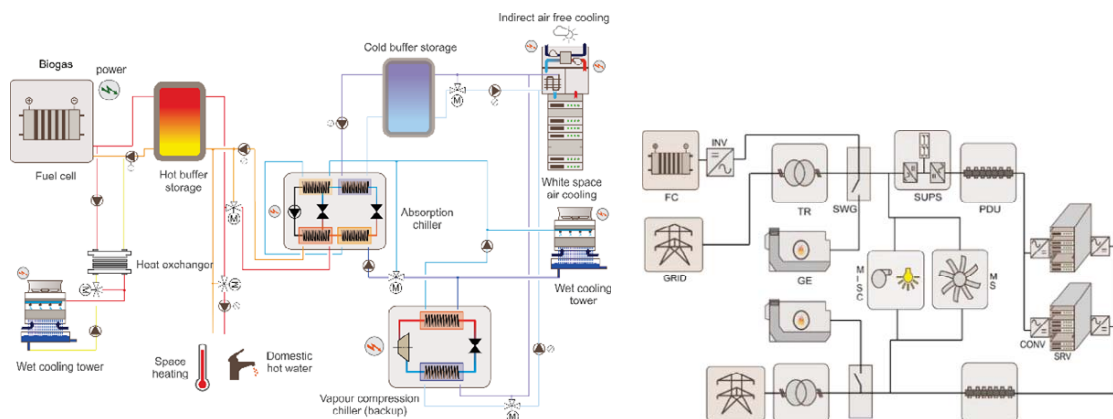 Indirect air free cooling
Biogas
power
Cold buffer storage
Fuel cell
Hot buffer
storage
White space
air cooling
Absorption
chiller
Heat exchanger
Wet cooling
tower
Wet cooling tower
Space
heating
Domestic
hot water
Vapour compression
chiller (backup)
M
M
M
M
M
M
M
INV
FC
TR
SWG
SUPS
PDU
GRID
GE
MISC
MS
CONV
SRV